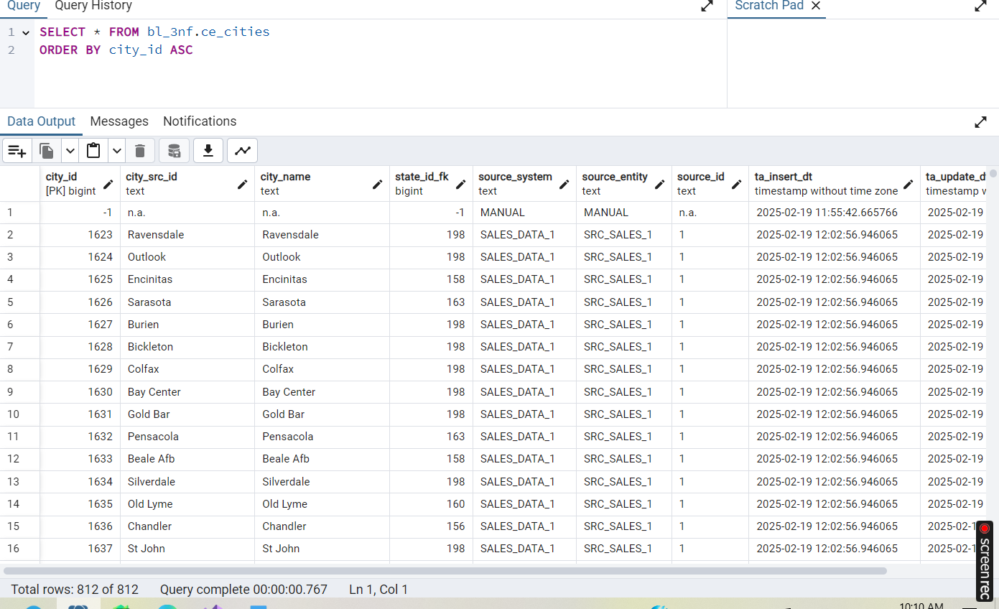 Query Query History Scratch Pad
1 SELECT * FROM bl_3nf.ce_cities
2 ORDER BY city_id ASC
Data Output Messages Notifications
city_id city_src_id city_name state_id_fk source_system source_entity source_id ta_insert_dt ta_update_d
[PK] bigint text text bigint text text text timestamp without time zone timestamp w
1 -1 n.a. n.a. -1 MANUAL MANUAL n.a. 2025-02-19 11:55:42.665766 2025-02-19
2 1623 Ravensdale Ravensdale 198 SALES_DATA_1 SRC_SALES_1 1 2025-02-19 12:02:56.946065 2025-02-19
3 1624 Outlook Outlook 198 SALES_DATA_1 SRC_SALES_1 1 2025-02-19 12:02:56.946065 2025-02-19
4 1625 Encinitas Encinitas 158 SALES_DATA_1 SRC_SALES_1 1 2025-02-19 12:02:56.946065 2025-02-19
5 1626 Sarasota Sarasota 163 SALES_DATA_1 SRC_SALES_1 1 2025-02-19 12:02:56.946065 2025-02-19
6 1627 Burien Burien 198 SALES_DATA_1 SRC_SALES_1 1 2025-02-19 12:02:56.946065 2025-02-19
7 1628 Bickleton Bickleton 198 SALES_DATA_1 SRC_SALES_1 1 2025-02-19 12:02:56.946065 2025-02-19
8 1629 Colfax Colfax 198 SALES_DATA_1 SRC_SALES_1 1 2025-02-19 12:02:56.946065 2025-02-19
9 1630 Bay Center Bay Center 198 SALES_DATA_1 SRC_SALES_1 1 2025-02-19 12:02:56.946065 2025-02-19
10 1631 Gold Bar Gold Bar 198 SALES_DATA_1 SRC_SALES_1 1 2025-02-19 12:02:56.946065 2025-02-19
11 1632 Pensacola Pensacola 163 SALES_DATA_1 SRC_SALES_1 1 2025-02-19 12:02:56.946065 2025-02-19
12 1633 Beale Afb Beale Afb 158 SALES_DATA_1 SRC_SALES_1 1 2025-02-19 12:02:56.946065 2025-02-19
13 1634 Silverdale Silverdale 198 SALES_DATA_1 SRC_SALES_1 1 2025-02-19 12:02:56.946065 2025-02-19
14 1635 Old Lyme Old Lyme 160 SALES_DATA_1 SRC_SALES_1 1 2025-02-19 12:02:56.946065 2025-02-19
15 1636 Chandler Chandler 156 SALES_DATA_1 SRC_SALES_1 1 2025-02-19 12:02:56.946065 2025-02-1
16 1637 St John St John 198 SALES_DATA_1 SRC_SALES_1 1 2025-02-19 12:02:56.946065 2025-02-1
screenrec
Total rows: 812 of 812 Query complete 00:00:00.767 Ln 1, Col 1
10:10 AM